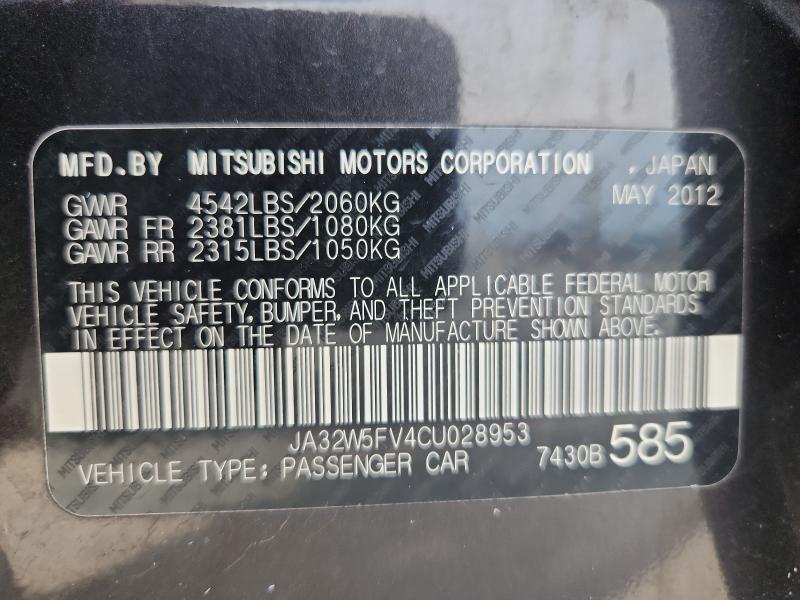 MFD.BY MITSUBISHI MOTORS CORPORATION . JAPAN
MAY 2012
GVWR 4542LBS/2060KG
GAWR FR 2381LBS/1080KG
GAWR RR 2315LBS/1050KG
THIS VEHICLE CONFORMS TO ALL APPLICABLE FEDERAL MOTOR
VEHICLE SAFETY, BUMPER, AND THEFT PREVENTION STANDARDS
IN EFFECT ON THE DATE OF MANUFACTURE SHOWN ABOVE.
JA32W5FV4CU028953
VEHICLE TYPE: PASSENGER CAR 7430B 585